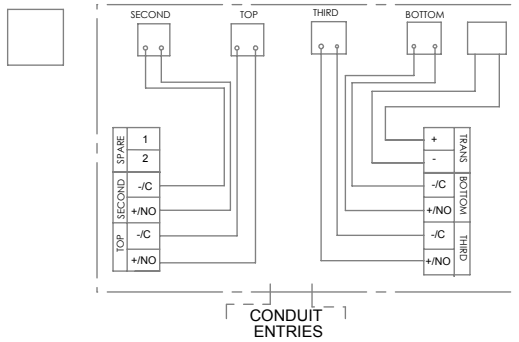 SECOND
TOP
THIRD
BOTTOM
SPARE
1
2
SECOND
-/C
+/NO
TOP
-/C
+/NO
+
-
TRANS
-/C
+/NO
BOTTOM
-/C
+/NO
THIRD
CONDUIT
ENTRIES